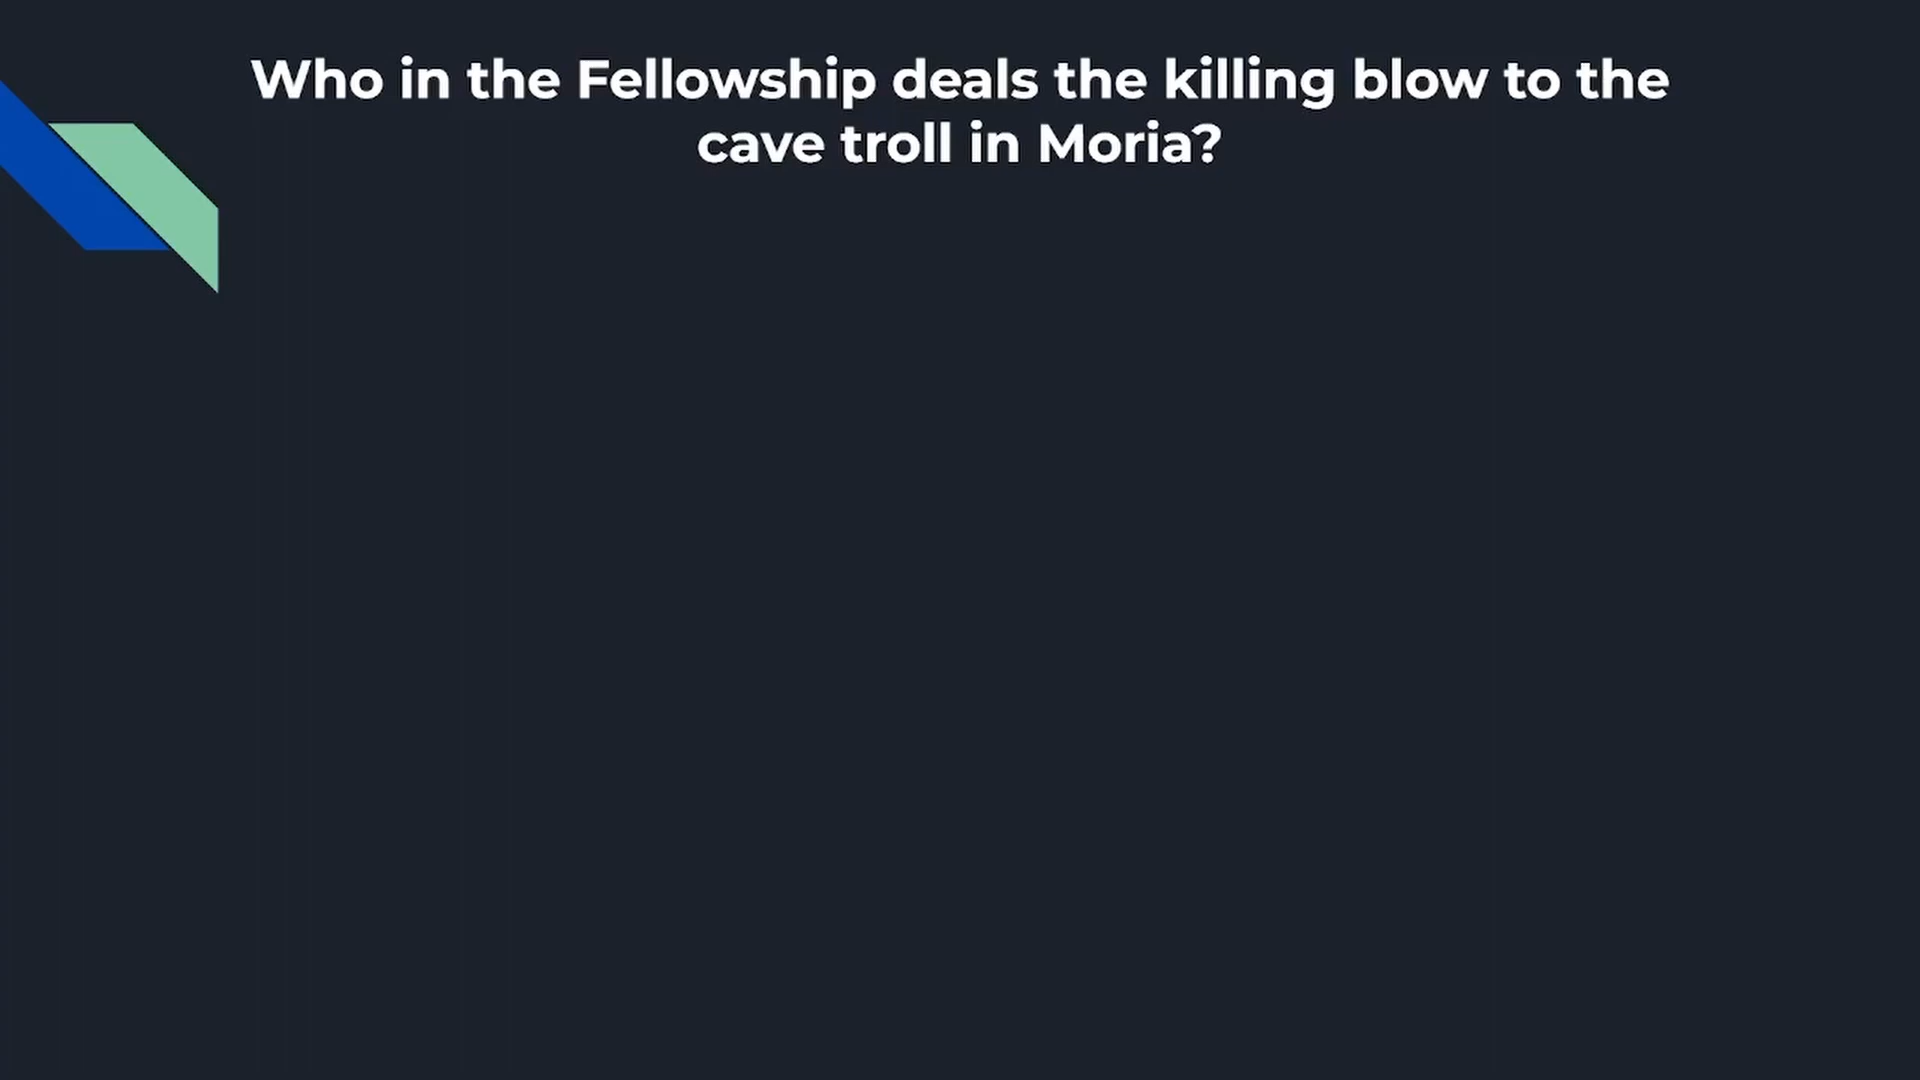 Who in the Fellowship deals the killing blow to the
cave troll in Moria?